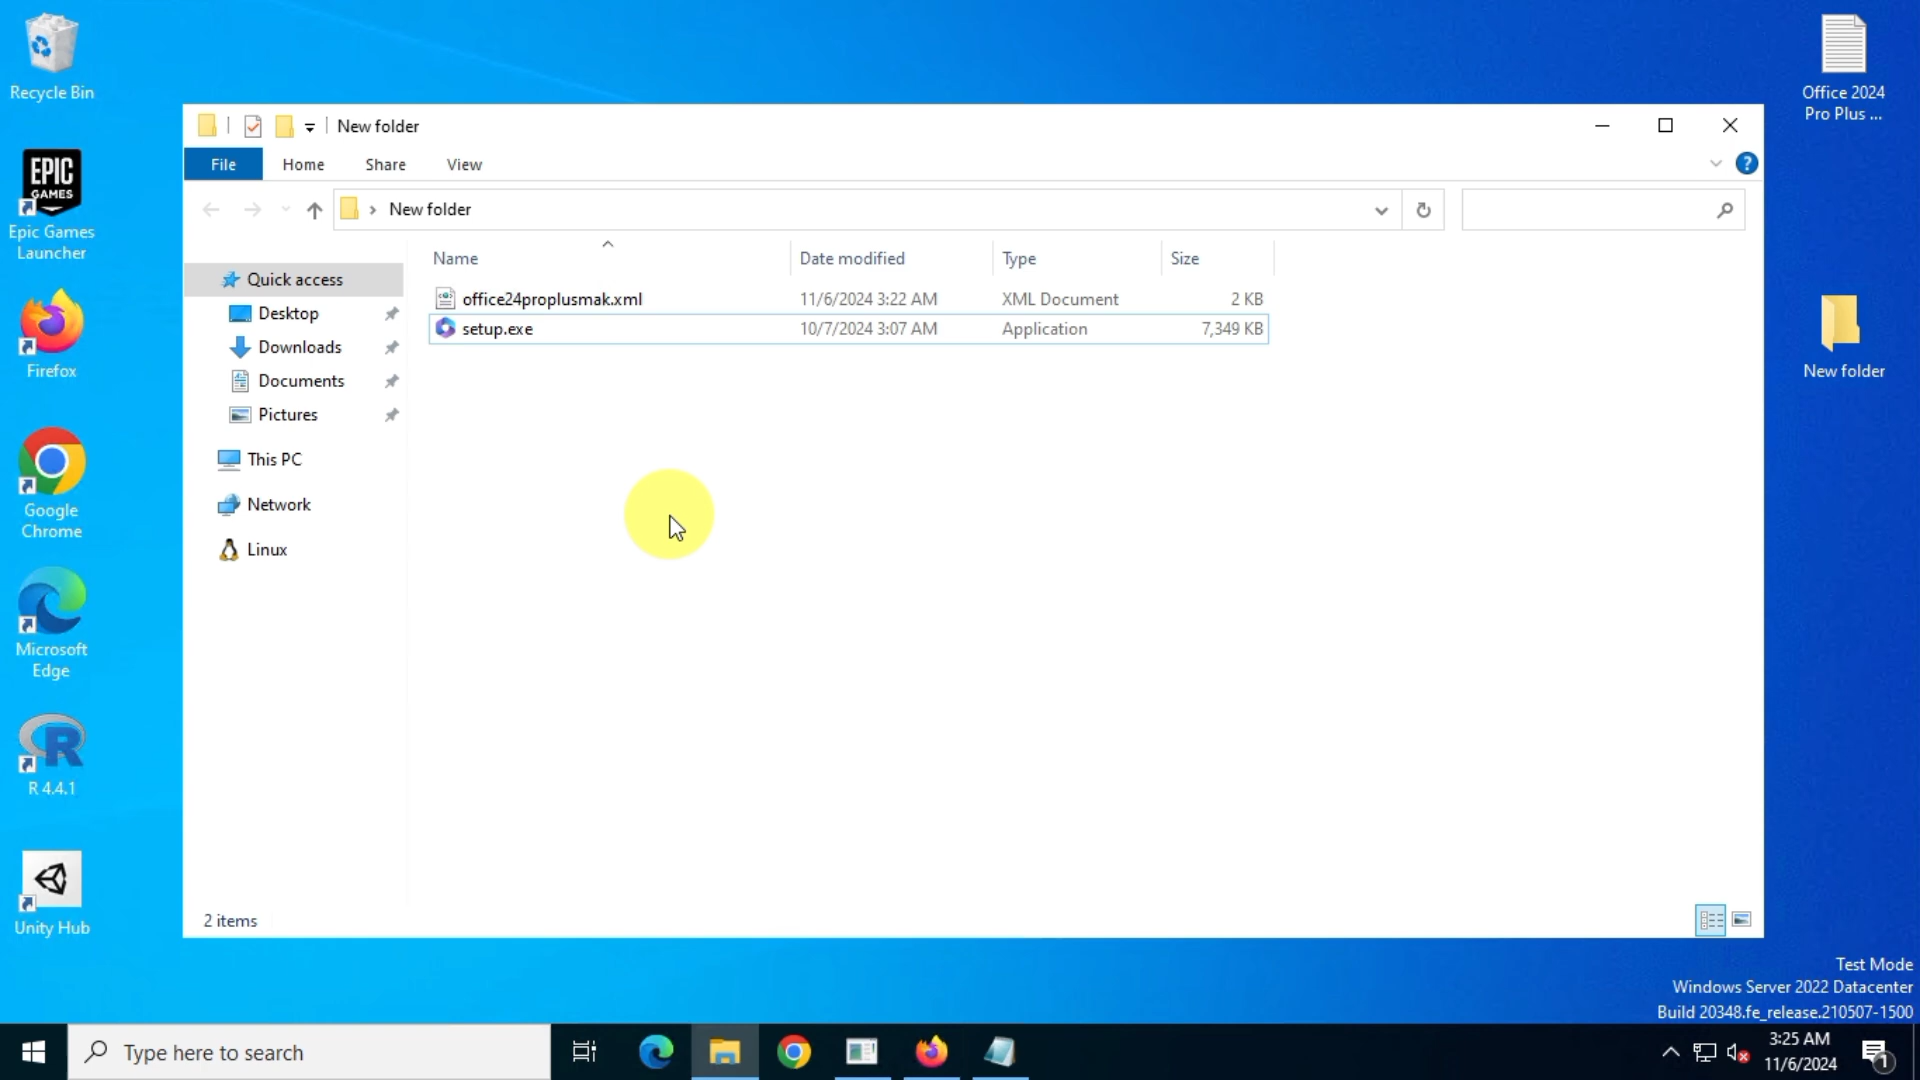 Recycle Bin
EPIC
GAMES
Epic Games
Launcher
Firefox
Google
Chrome
Microsoft
Edge
R 4.4.1
Unity Hub
New folder
File
Home
Share
View
?
New folder
Name
Date modified
Type
Size
office24proplusmak.xml
11/6/2024 3:22 AM
XML Document
2 KB
setup.exe
10/7/2024 3:07 AM
Application
7,349 KB
Quick access
Desktop
Downloads
Documents
Pictures
This PC
Network
Linux
2 items
Office 2024
Pro Plus ...
New folder
Test Mode
Windows Server 2022 Datacenter
Build 20348.fe_release.210507-1500
Type here to search
3:25 AM
11/6/2024
1